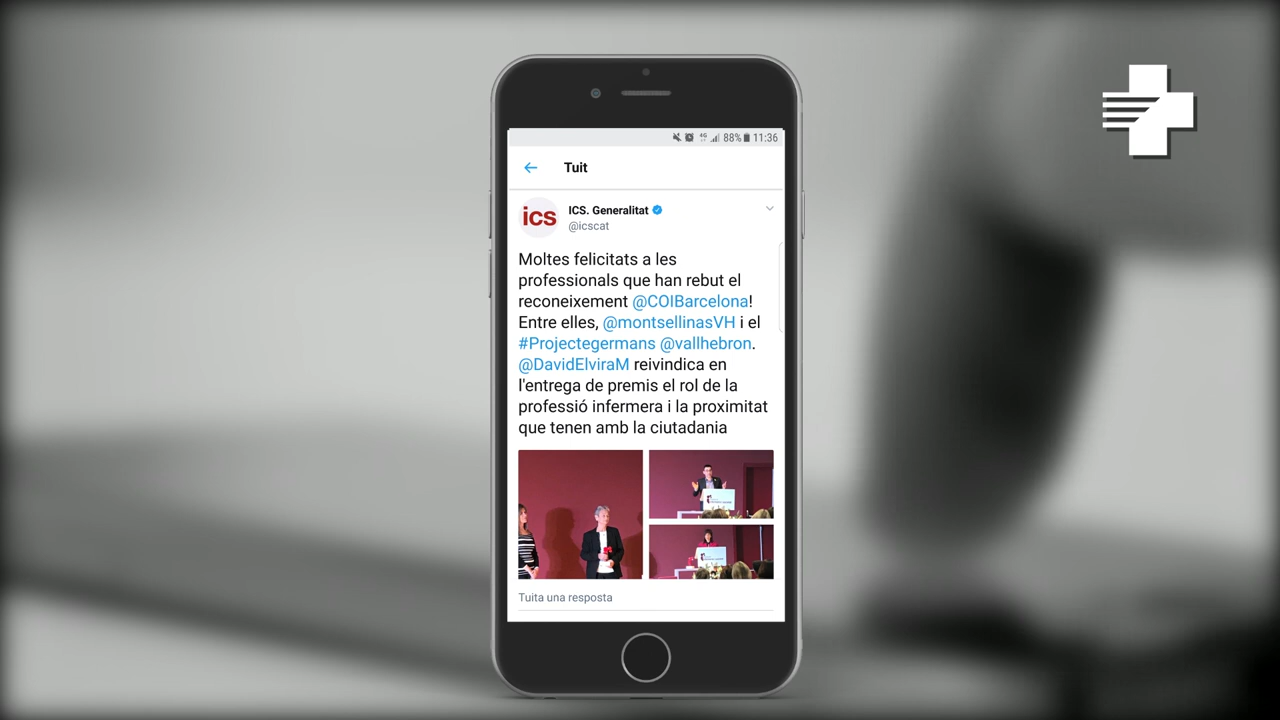 4G 88% 11:36
Tuit
ics ICS. Generalitat
@icscat
Moltes felicitats a les
professionals que han rebut el
reconeixement @COIBarcelona!
Entre elles, @montsellinasVH i el
#Projectegermans @vallhebron.
@DavidElviraM reivindica en
l'entrega de premis el rol de la
professió infermera i la proximitat
que tenen amb la ciutadania
Tuita una resposta